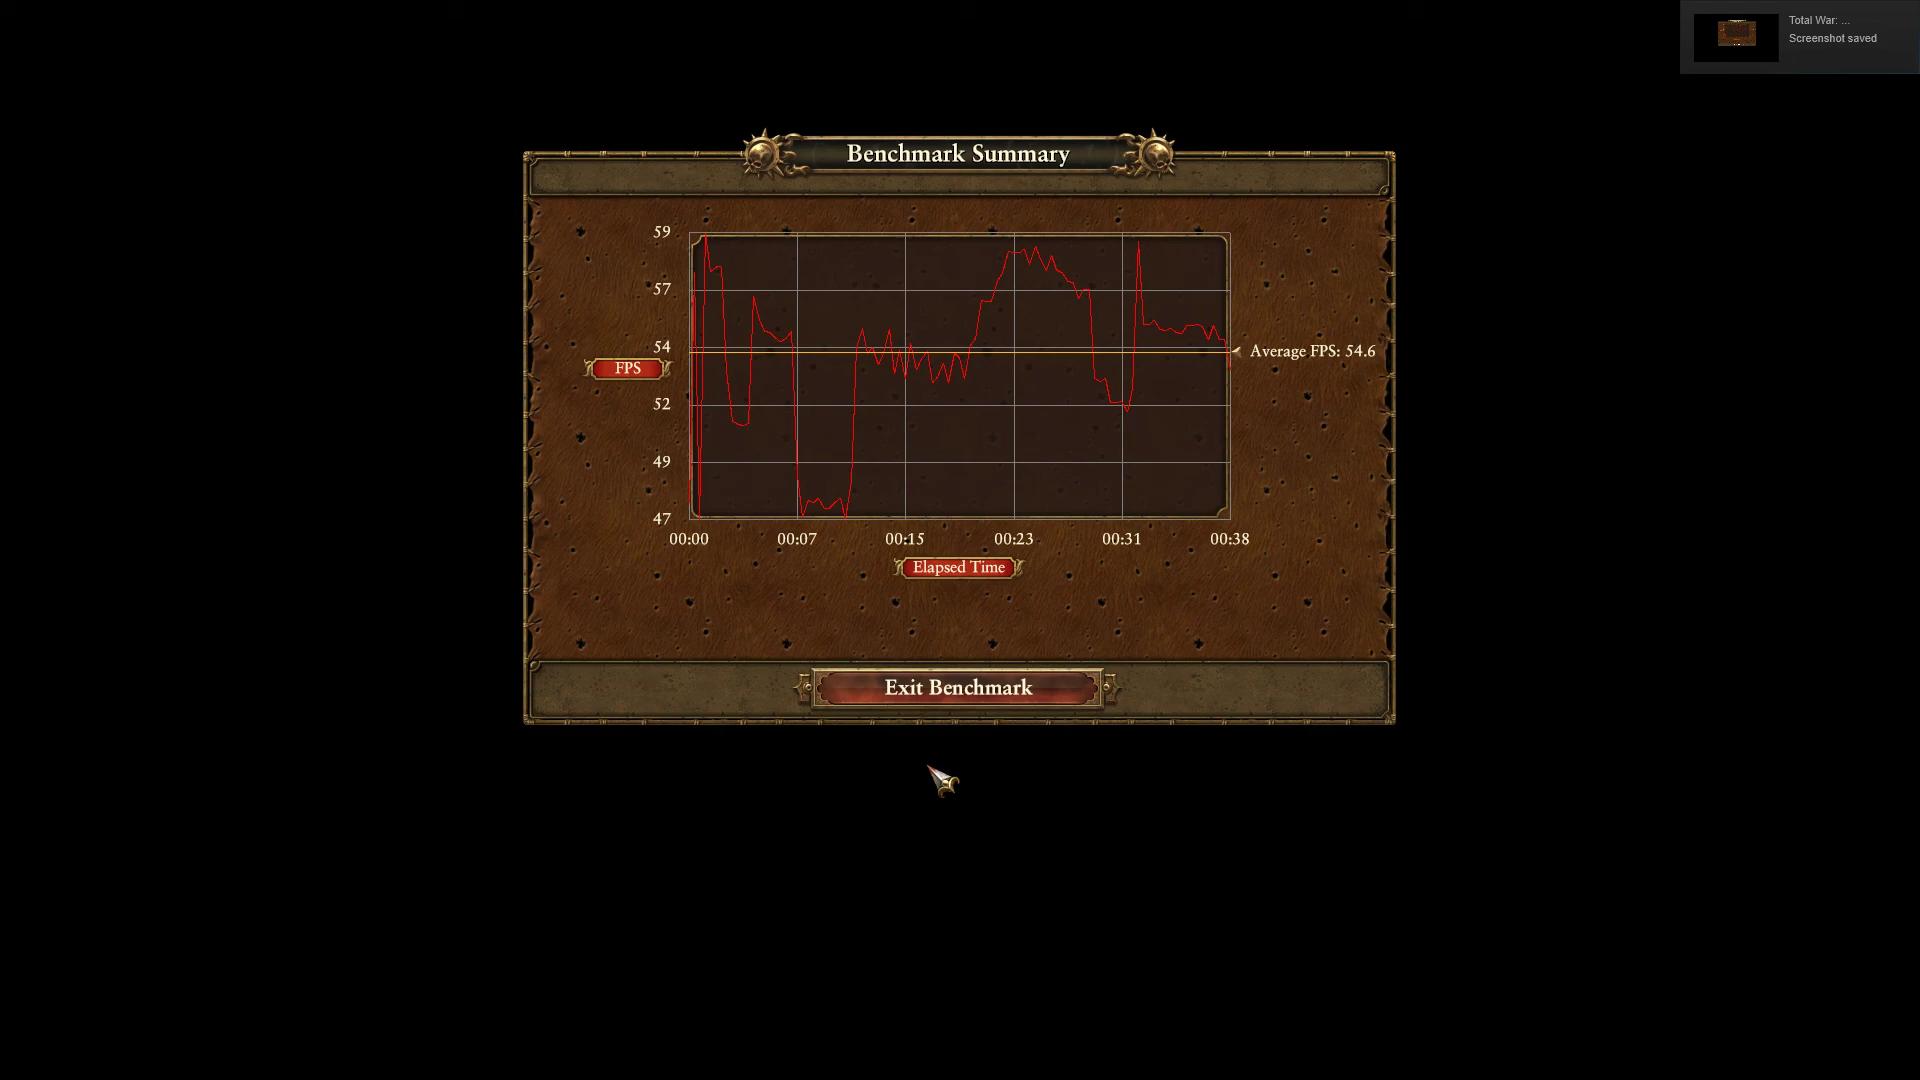 Total War: ...
Screenshot saved
Benchmark Summary
59
57
54
FPS
52
49
47
Average FPS: 54.6
00:00 00:07 00:15 00:23 00:31 00:38
Elapsed Time
Exit Benchmark